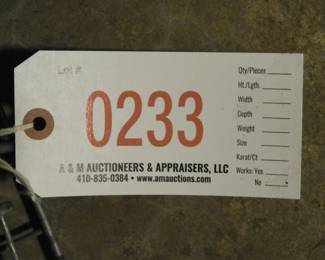 Lot #
0233
A & M AUCTIONEERS & APPRAISERS, LLC
410-835-0384 • www.amauctions.com
Qty/Pieces
Ht./Lgth.
Width
Depth
Weight
Size
Karat/Ct
Works: Yes
No